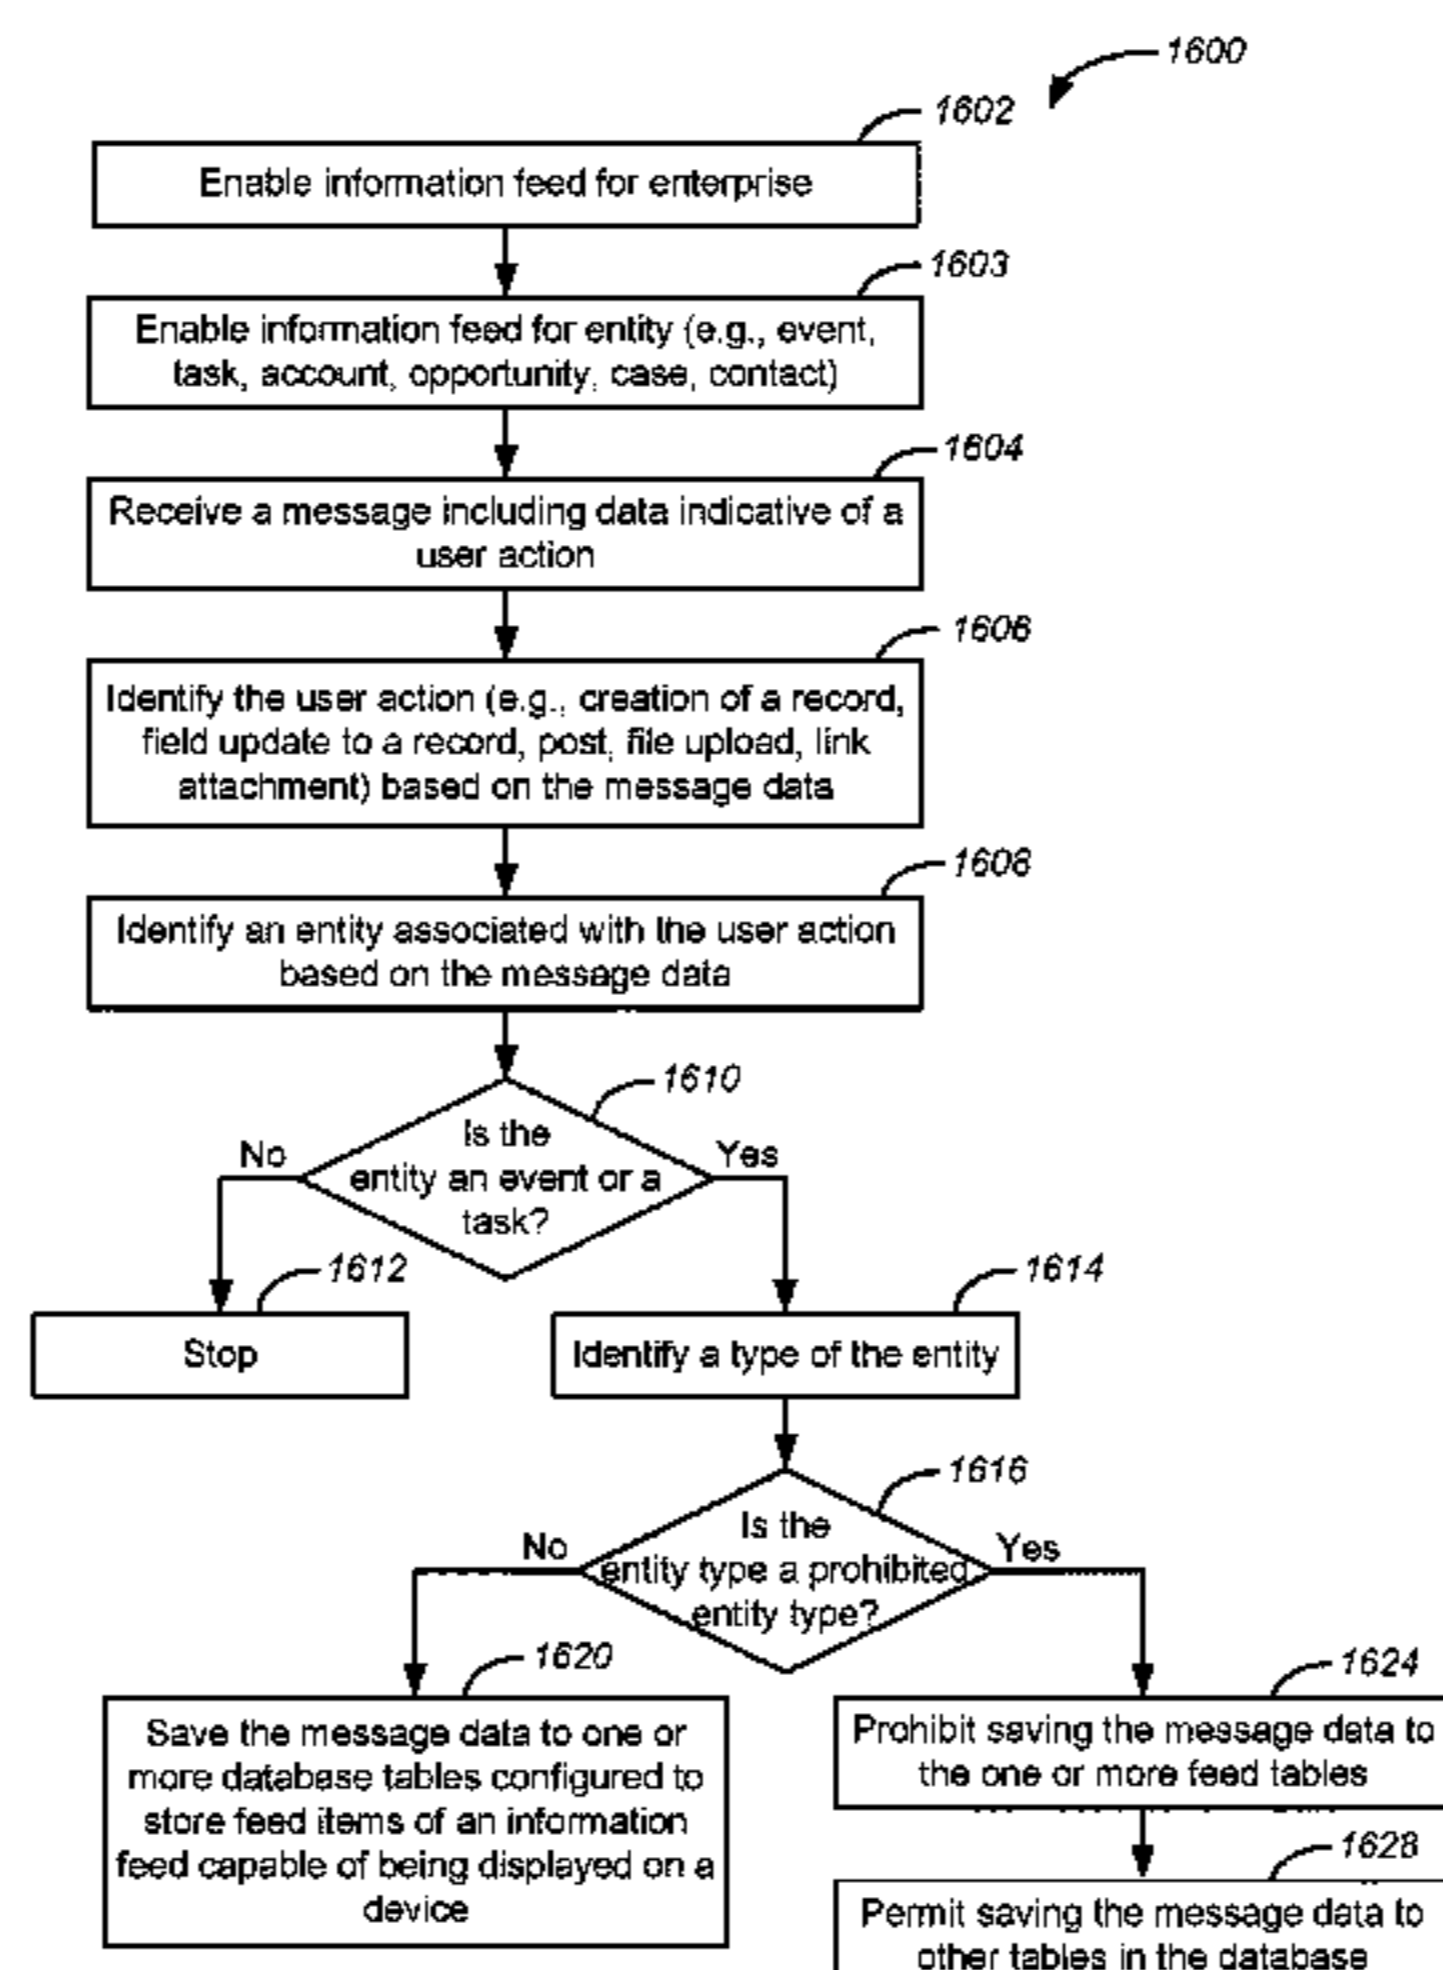 1600
1602
Enable information feed for enterprise
1603
Enable information feed for entity (e.g., event,
task, account, opportunity, case, contact)
1604
Receive a message including data indicative of a
user action
1606
Identify the user action (e.g., creation of a record,
field update to a record, post, file upload, link
attachment) based on the message data
1608
Identify an entity associated with the user action
based on the message data
1610
Is the
entity an event or a
task?
No
Yes
1612
Stop
1614
Identify a type of the entity
1616
Is the
entity type a prohibited
entity type?
No
Yes
1620
Save the message data to one or
more database tables configured to
store feed items of an information
feed capable of being displayed on a
device
1624
Prohibit saving the message data to
the one or more feed tables
1628
Permit saving the message data to
other tables in the database